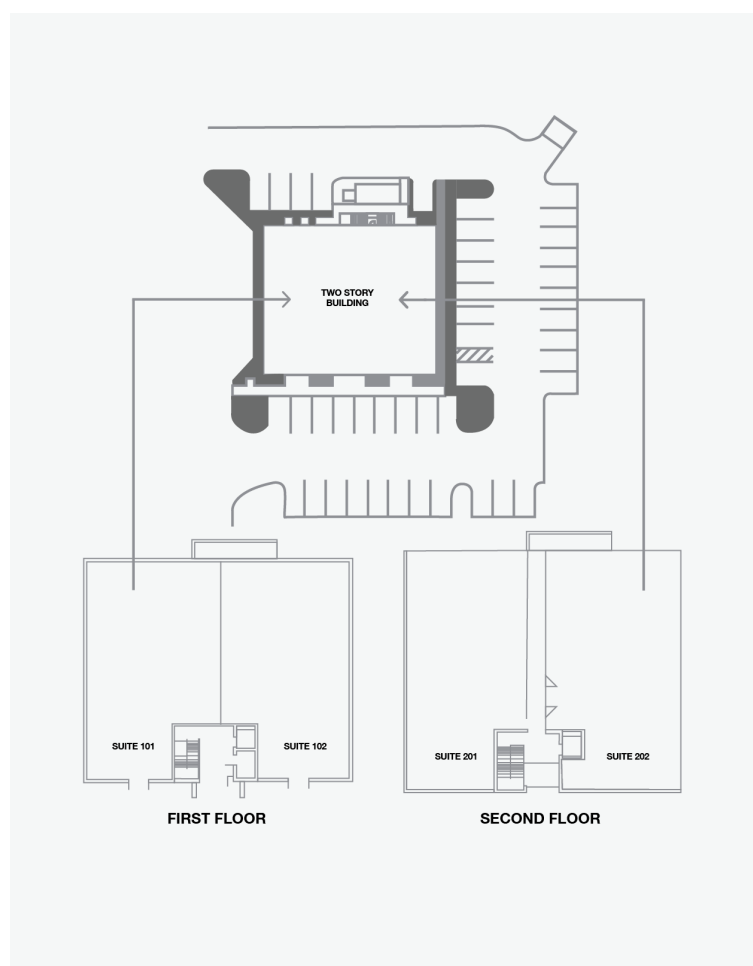 TWO STORY
BUILDING
SUITE 101
SUITE 102
SUITE 201
SUITE 202
FIRST FLOOR
SECOND FLOOR